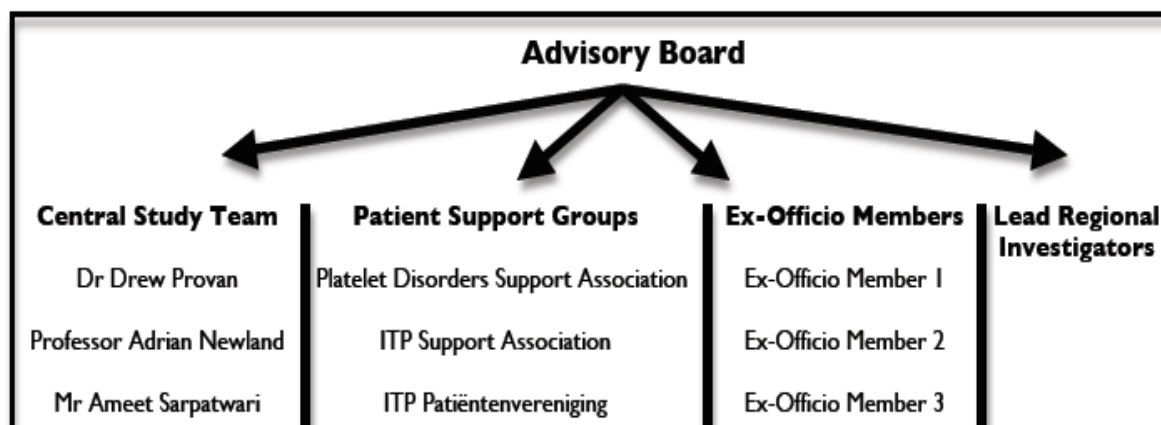 Advisory Board
Central Study Team
Dr Drew Provan
Professor Adrian Newland
Mr Ameet Sarpatwari
Patient Support Groups
Platelet Disorders Support Association
ITP Support Association
ITP Patiëntenvereniging
Ex-Officio Members
Ex-Officio Member 1
Ex-Officio Member 2
Ex-Officio Member 3
Lead Regional
Investigators